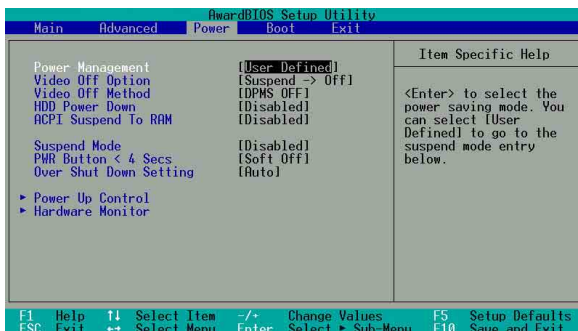 AwardBIOS Setup Utility
Main Advanced Power Boot Exit
Power Management [User Defined]
Video Off Option [Suspend -> Off]
Video Off Method [DPMS OFF]
HDD Power Down [Disabled]
ACPI Suspend To RAM [Disabled]
Suspend Mode [Disabled]
PWR Button < 4 Secs [Soft Off]
Over Shut Down Setting [Auto]
▸ Power Up Control
▸ Hardware Monitor
Item Specific Help
<Enter> to select the
power saving mode. You
can select [User
Defined] to go to the
suspend mode entry
below.
F1 Help ↑↓ Select Item -/+ Change Values F5 Setup Defaults
ESC Exit ↔ Select Menu Enter Select ▸ Sub-Menu F10 Save and Exit